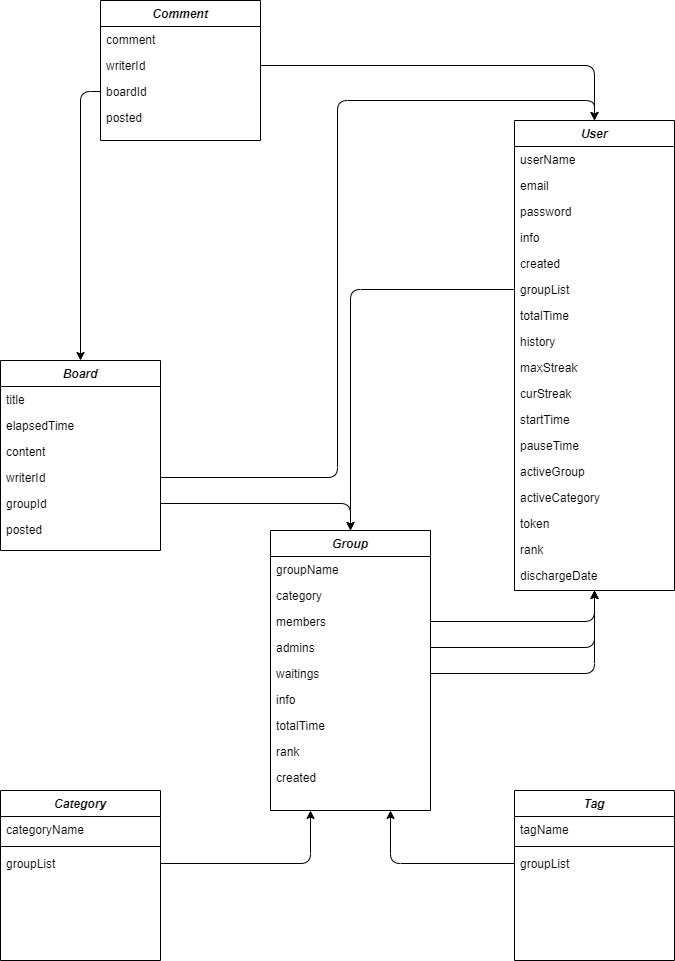 Comment
comment
writerId
boardId
posted
User
userName
email
password
info
created
groupList
totalTime
history
maxStreak
curStreak
startTime
pauseTime
activeGroup
activeCategory
token
rank
dischargeDate
Board
title
elapsedTime
content
writerId
groupId
posted
Group
groupName
category
members
admins
waitings
info
totalTime
rank
created
Category
categoryName
groupList
Tag
tagName
groupList